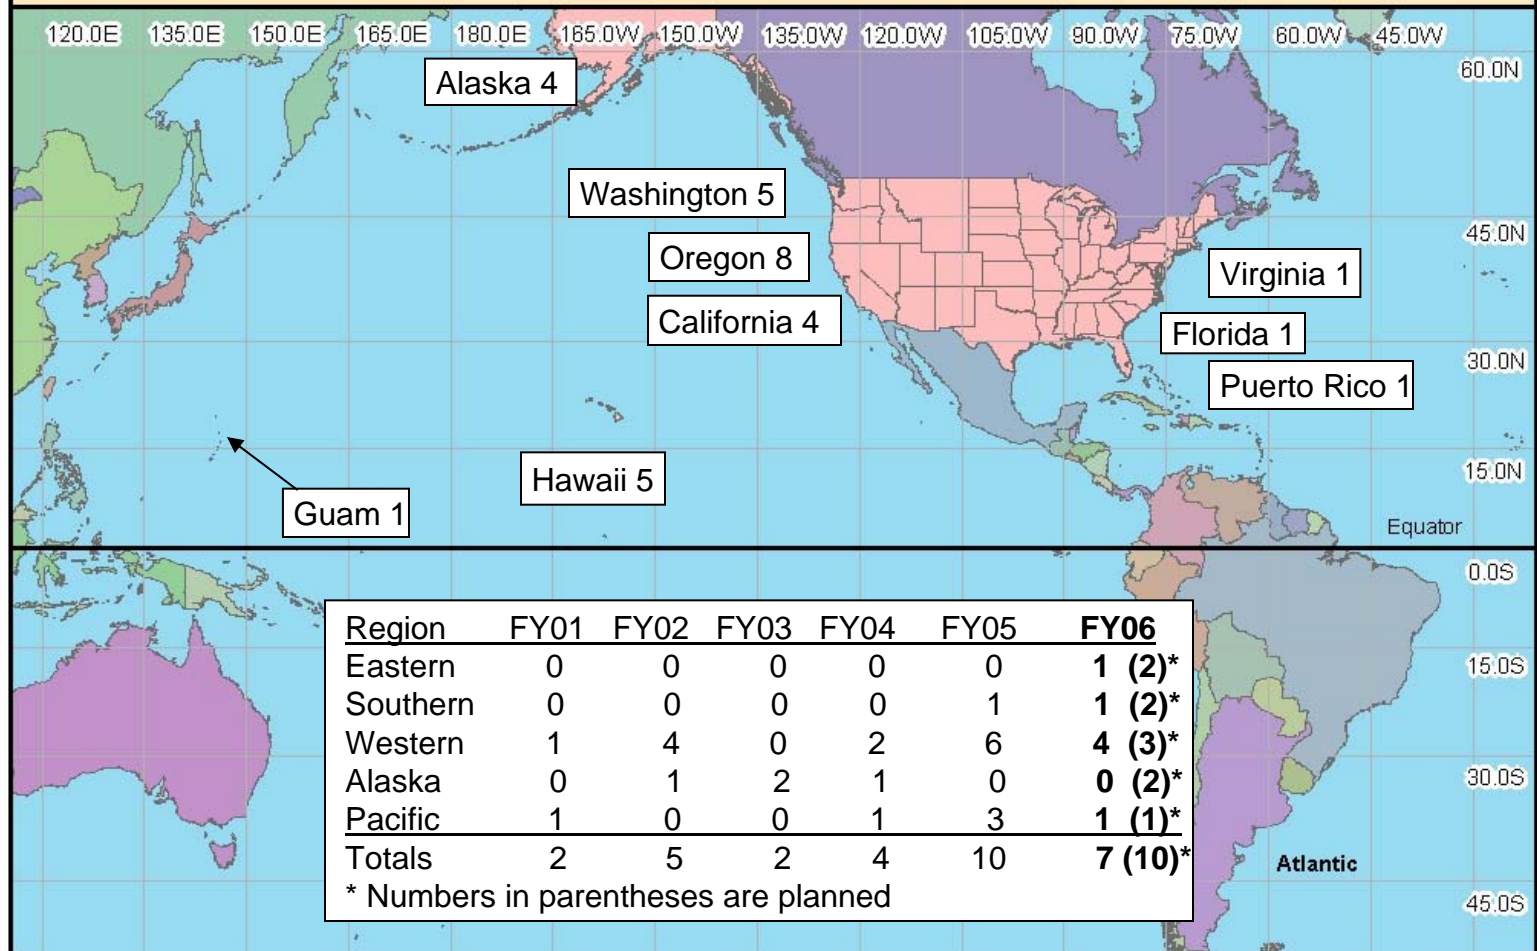 120.0E 135.0E 150.0E 165.0E 180.0E 165.0W 150.0W 135.0W 120.0W 105.0W 90.0W 75.0W 60.0W 45.0W
60.0N
Alaska 4
Washington 5
45.0N
Oregon 8
Virginia 1
California 4
Florida 1
30.0N
Puerto Rico 1
15.0N
Hawaii 5
Guam 1
Equator
0.0S
Region FY01 FY02 FY03 FY04 FY05 FY06
Eastern 0 0 0 0 0 1 (2)*
Southern 0 0 0 0 1 1 (2)*
Western 1 4 0 2 6 4 (3)*
Alaska 0 1 2 1 0 0 (2)*
Pacific 1 0 0 1 3 1 (1)*
Totals 2 5 2 4 10 7 (10)*
* Numbers in parentheses are planned
15.0S
30.0S
Atlantic
45.0S